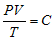 PV/T = C